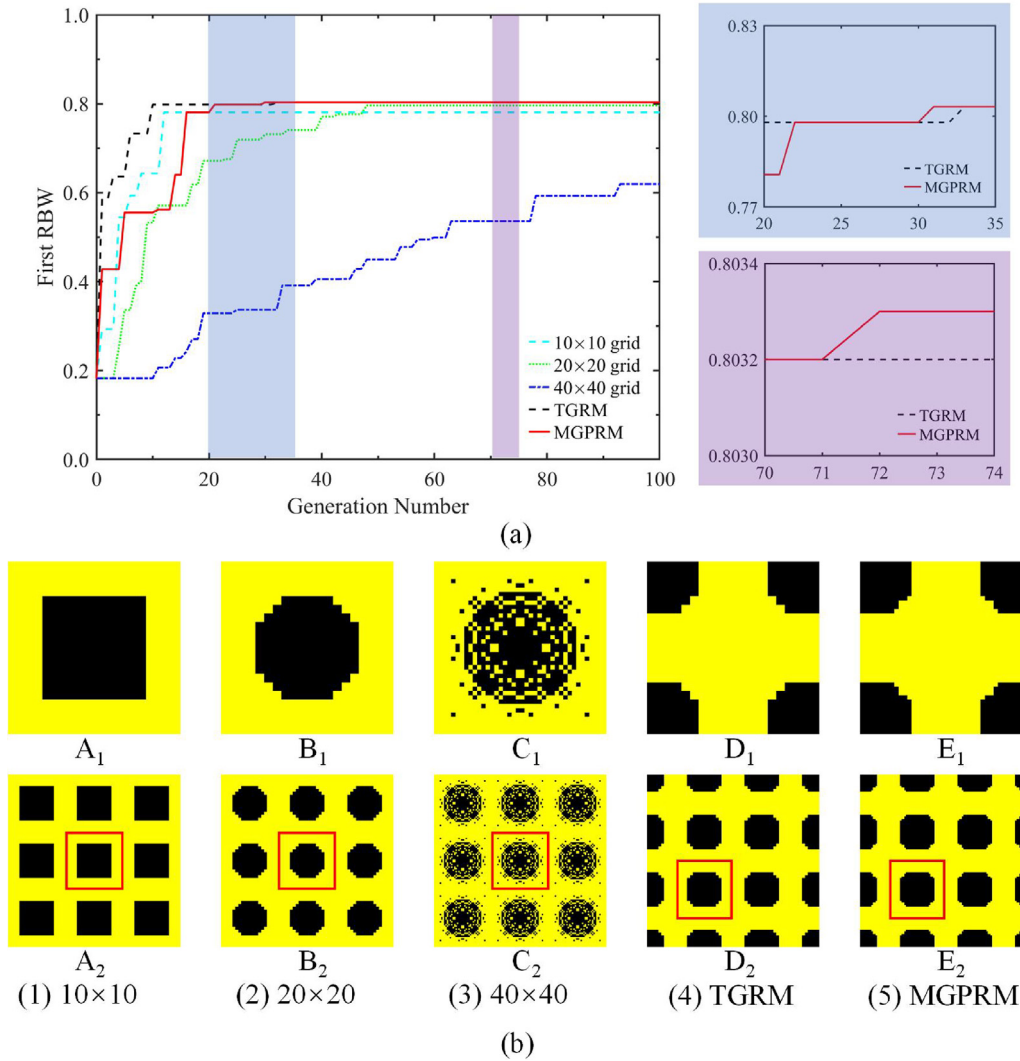 1.0
0.8
0.6
0.4
0.2
0.0
First RBW
0 20 40 60 80 100
Generation Number
10×10 grid
20×20 grid
40×40 grid
TGRM
MGPRM
0.83
0.80
0.77
20 25 30 35
TGRM
MGPRM
0.8034
0.8032
0.8030
70 71 72 73 74
TGRM
MGPRM
(a)
A₁ B₁ C₁ D₁ E₁
A₂ B₂ C₂ D₂ E₂
(1) 10×10 (2) 20×20 (3) 40×40 (4) TGRM (5) MGPRM
(b)